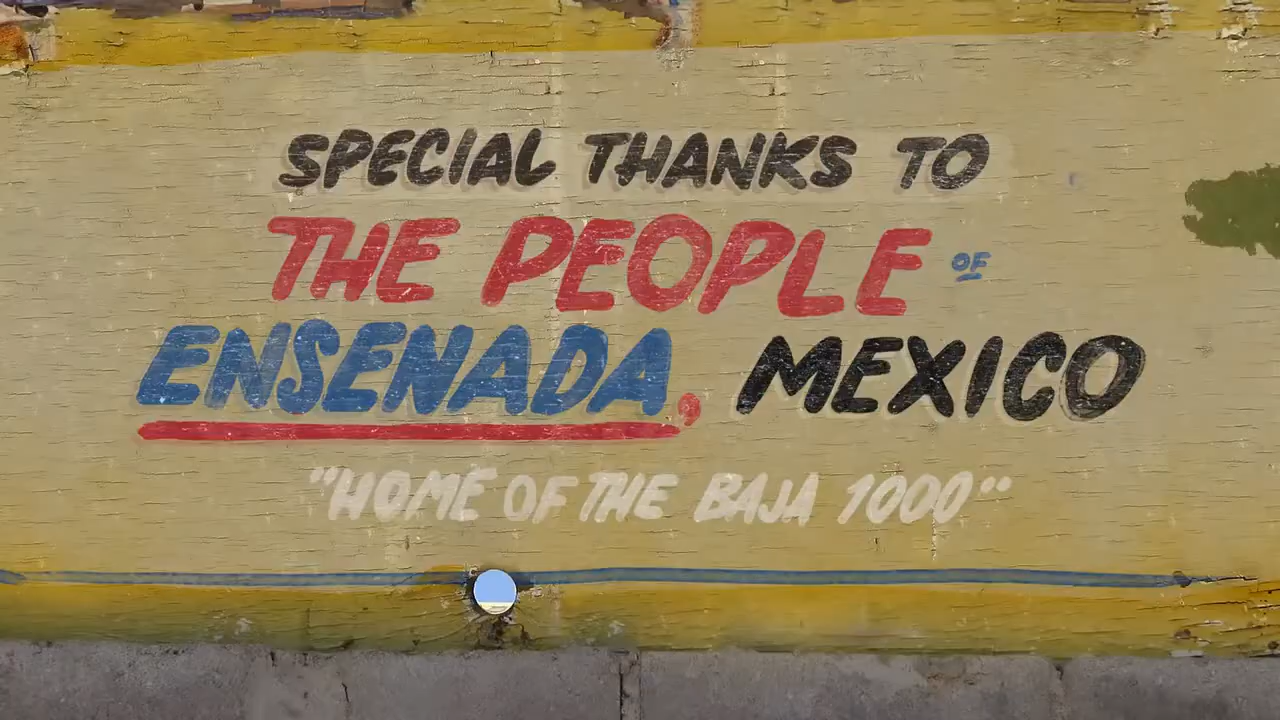 SPECIAL THANKS TO
THE PEOPLE OF
ENSENADA, MEXICO
"HOME OF THE BAJA 1000"